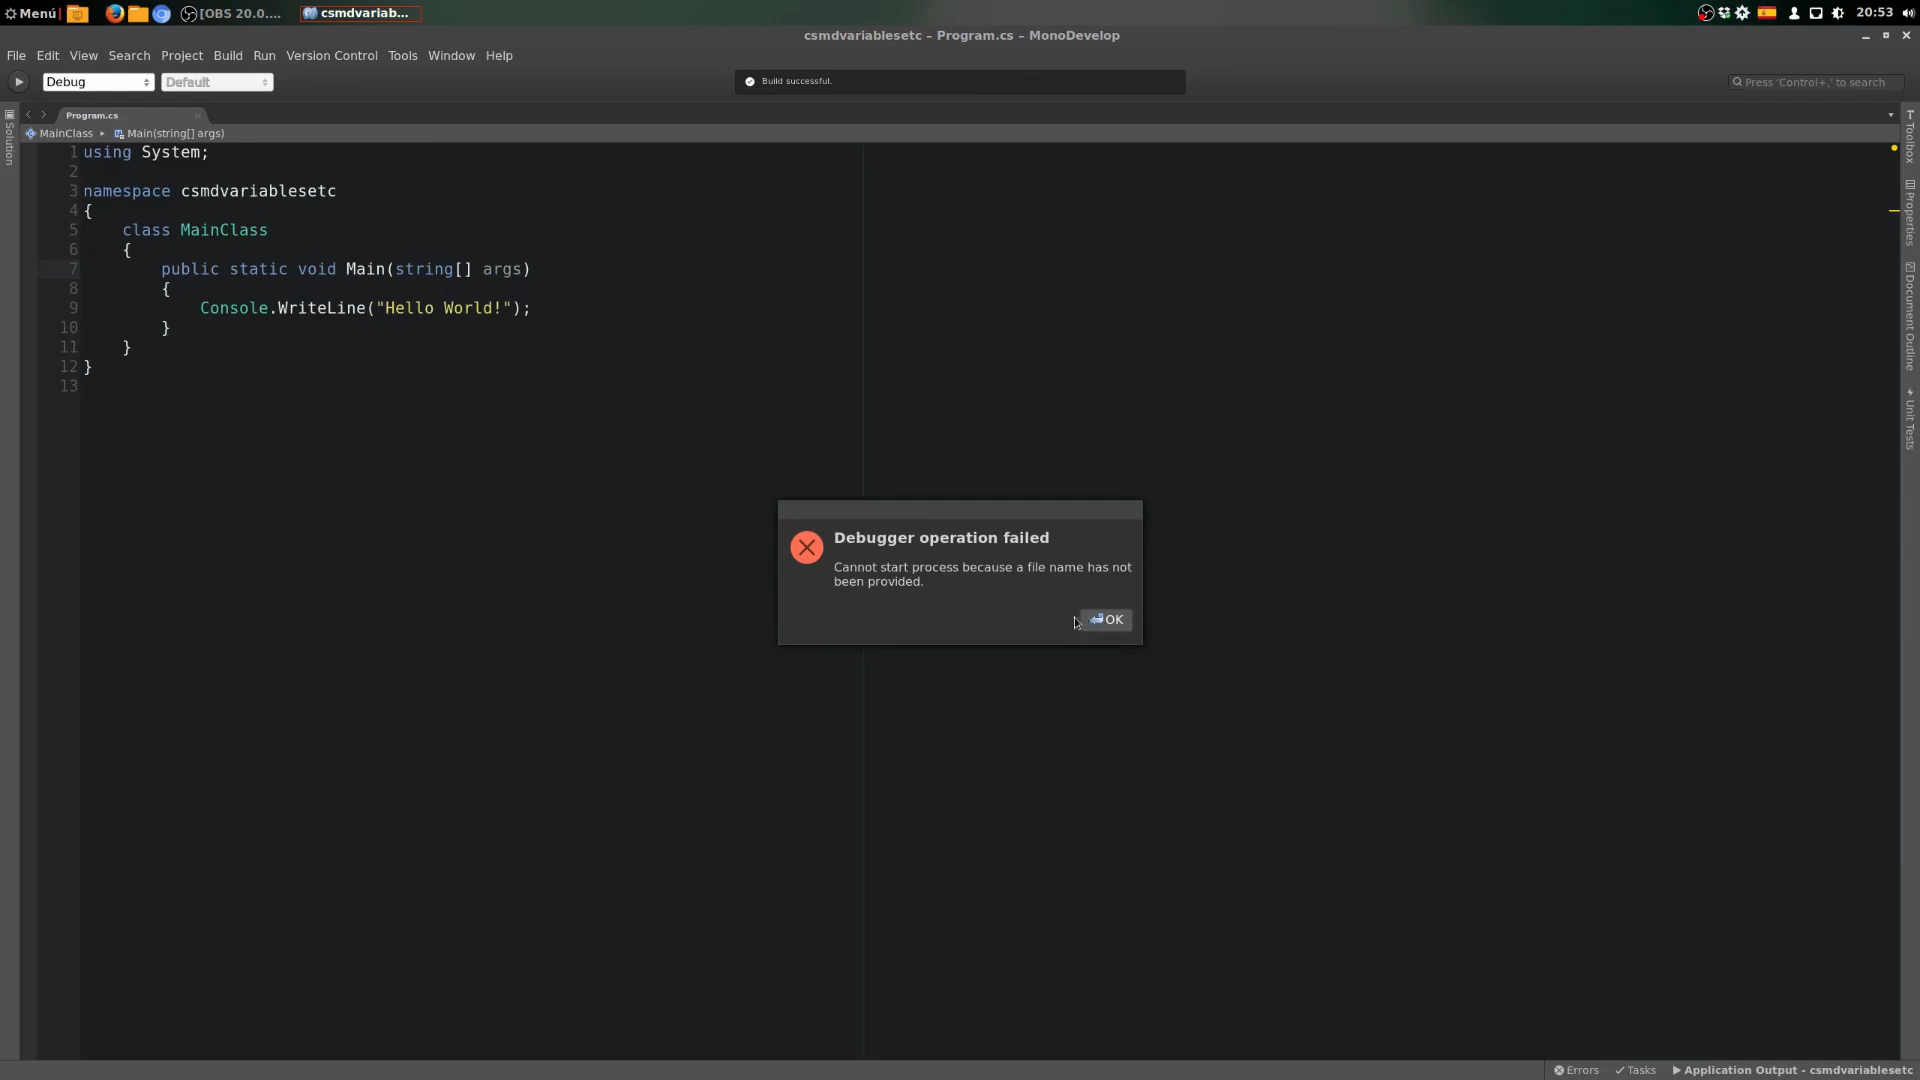 Menú
[OBS 20.0....
csmdvariab...
20:53
csmdvariablesetc – Program.cs – MonoDevelop
File Edit View Search Project Build Run Version Control Tools Window Help
Debug
Default
Build successful.
Press 'Control+,' to search
Solution
Program.cs
MainClass
Main(string[] args)
1 using System;
2
3 namespace csmdvariablesetc
4 {
5 class MainClass
6 {
7 public static void Main(string[] args)
8 {
9 Console.WriteLine("Hello World!");
10 }
11 }
12 }
13
Toolbox
Properties
Document Outline
Unit Tests
Debugger operation failed
Cannot start process because a file name has not
been provided.
OK
Errors
Tasks
Application Output - csmdvariablesetc